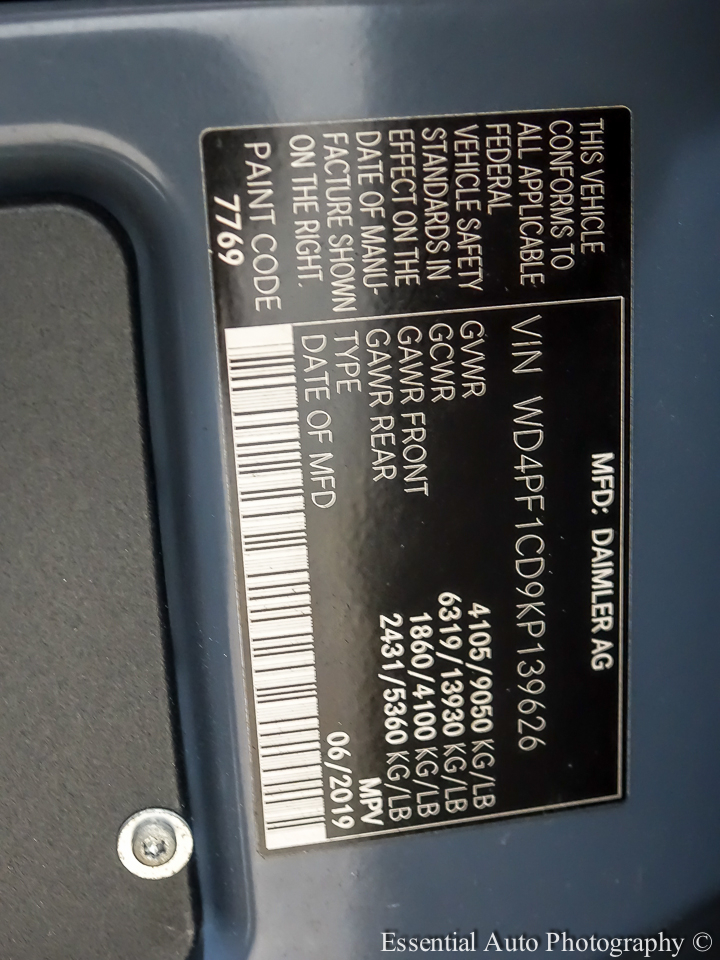 MFD: DAIMLER AG
THIS VEHICLE
CONFORMS TO
ALL APPLICABLE
FEDERAL
VEHICLE SAFETY
STANDARDS IN
EFFECT ON THE
DATE OF MANU-
FACTURE SHOWN
ON THE RIGHT.
PAINT CODE
7769
VIN WD4PF1CD9KP139626
GVWR 4105/9050 KG/LB
GCWR 6319/13930 KG/LB
GAWR FRONT 1860/4100 KG/LB
GAWR REAR 2431/5360 KG/LB
TYPE MPV
DATE OF MFD 06/2019
Essential Auto Photography ©